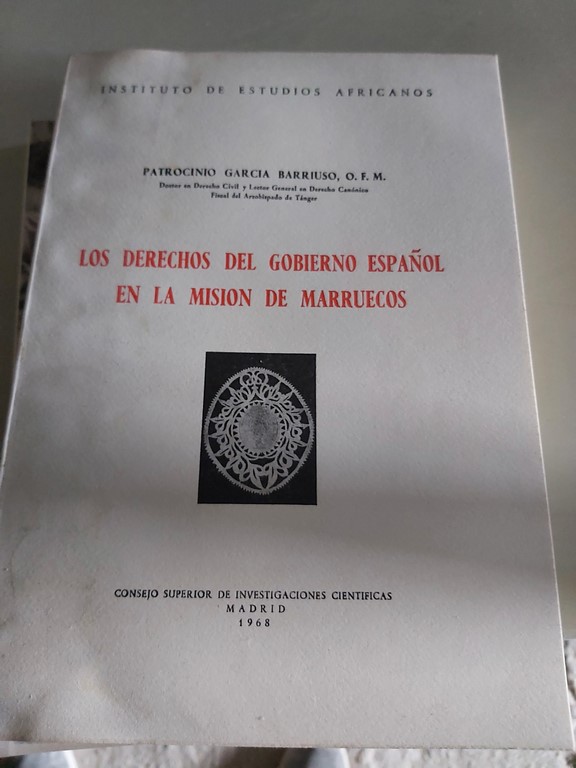 INSTITUTO DE ESTUDIOS AFRICANOS
PATROCINIO GARCIA BARRIUSO, O. F. M.
Doctor en Derecho Civil y Lector General en Derecho Canónico
Fiscal del Arzobispado de Tánger
LOS DERECHOS DEL GOBIERNO ESPAÑOL
EN LA MISION DE MARRUECOS
CONSEJO SUPERIOR DE INVESTIGACIONES CIENTIFICAS
MADRID
1968